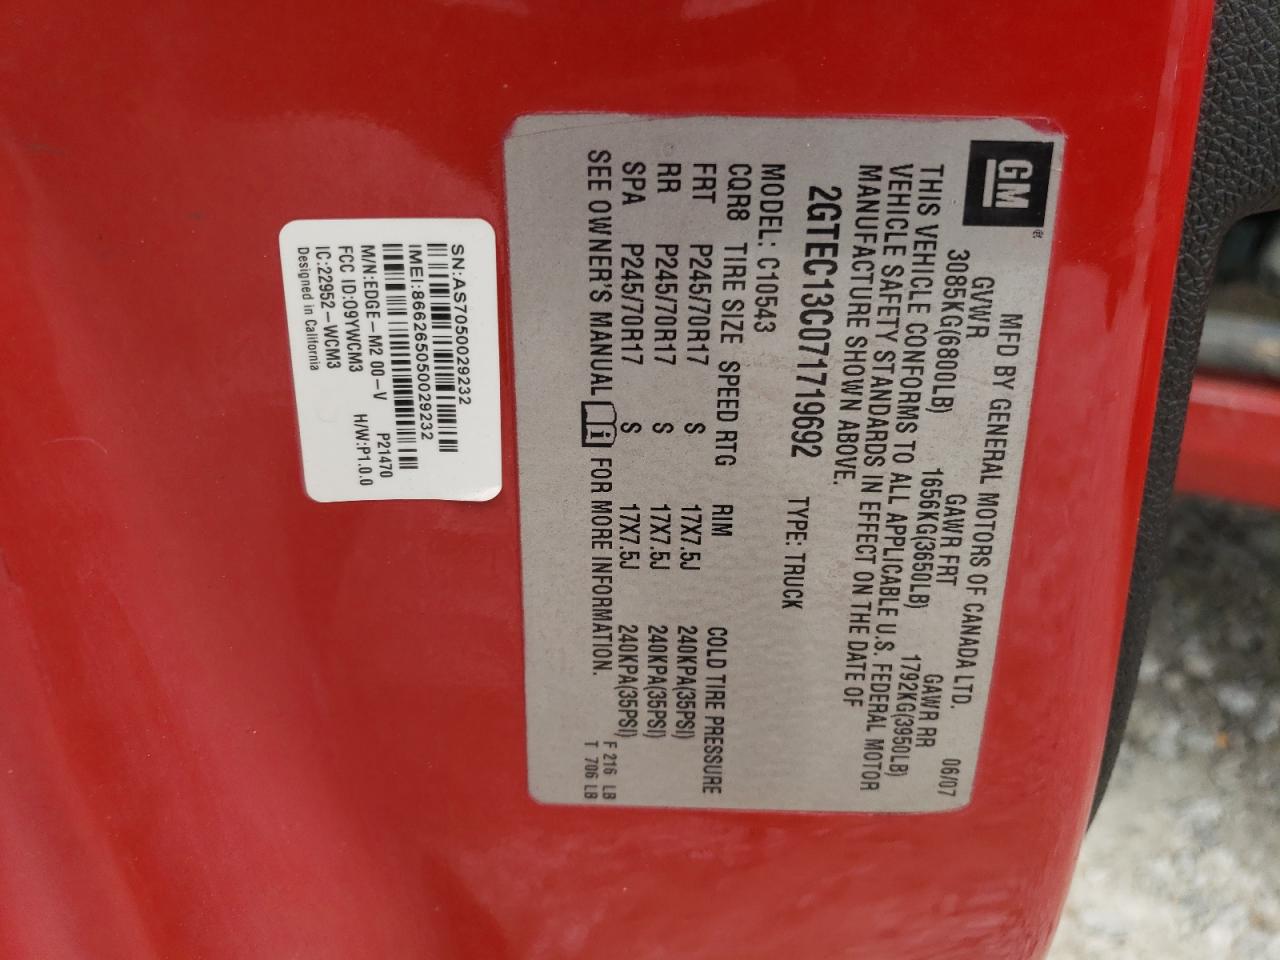 GM
MFD BY GENERAL MOTORS OF CANADA LTD.
GVWR GAWR FRT GAWR RR 06/07
3085KG(6800LB) 1656KG(3650LB) 1792KG(3950LB)
THIS VEHICLE CONFORMS TO ALL APPLICABLE U.S. FEDERAL MOTOR
VEHICLE SAFETY STANDARDS IN EFFECT ON THE DATE OF
MANUFACTURE SHOWN ABOVE.
2GTEC13C071719692 TYPE: TRUCK
MODEL: C10543
CQR8 TIRE SIZE SPEED RTG RIM COLD TIRE PRESSURE
FRT P245/70R17 S 17X7.5J 240KPA(35PSI)
RR P245/70R17 S 17X7.5J 240KPA(35PSI)
SPA P245/70R17 S 17X7.5J 240KPA(35PSI)
SEE OWNER'S MANUAL i FOR MORE INFORMATION.
F 216 LB
T 706 LB
SN:AS7050029232
IMEI:866265050029232
M/N:EDGE-M2 00-V P21470
FCC ID:O9YWCM3 H/W:P1.0.0
IC:22952-WCM3
Designed in California